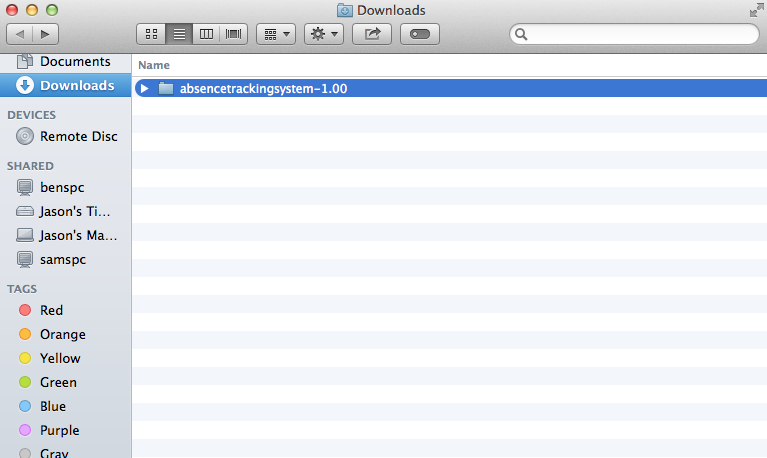 Downloads
Documents
Downloads
DEVICES
Remote Disc
SHARED
benspc
Jason's Ti...
Jason's Ma...
samspc
TAGS
Red
Orange
Yellow
Green
Blue
Purple
Gray
Name
absencetrackingsystem-1.00